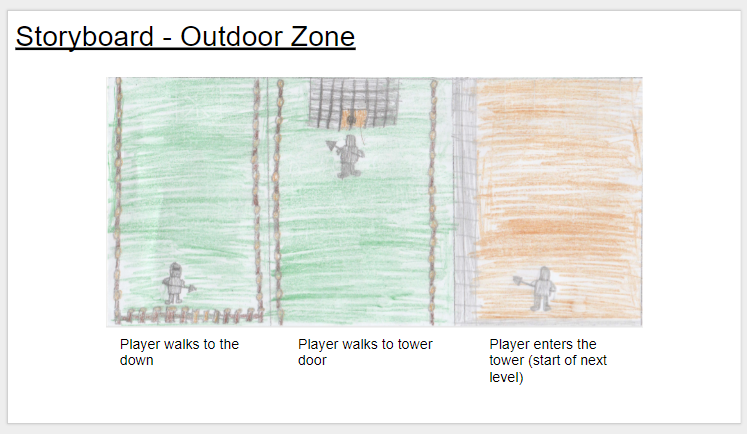 Storyboard - Outdoor Zone
Player walks to the
down
Player walks to tower
door
Player enters the
tower (start of next
level)